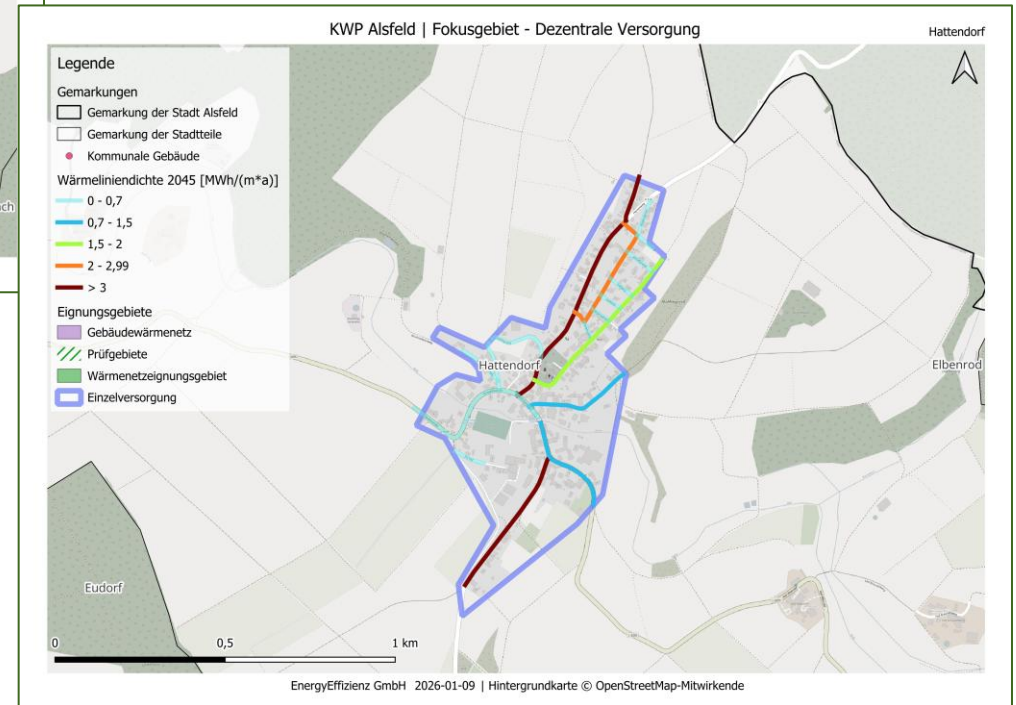 KWP Alsfeld | Fokusgebiet - Dezentrale Versorgung
Hattendorf
Legende
Gemarkungen
Gemarkung der Stadt Alsfeld
Gemarkung der Stadtteile
Kommunale Gebäude
Wärmeliniendichte 2045 [MWh/(m*a)]
0 - 0,7
0,7 - 1,5
1,5 - 2
2 - 2,99
> 3
Eignungsgebiete
Gebäudewärmenetz
Prüfgebiete
Wärmenetzeignungsgebiet
Einzelversorgung
ch
Hattendorf
Elbenrod
Eudorf
0 0,5 1 km
EnergyEffizienz GmbH 2026-01-09 | Hintergrundkarte © OpenStreetMap-Mitwirkende